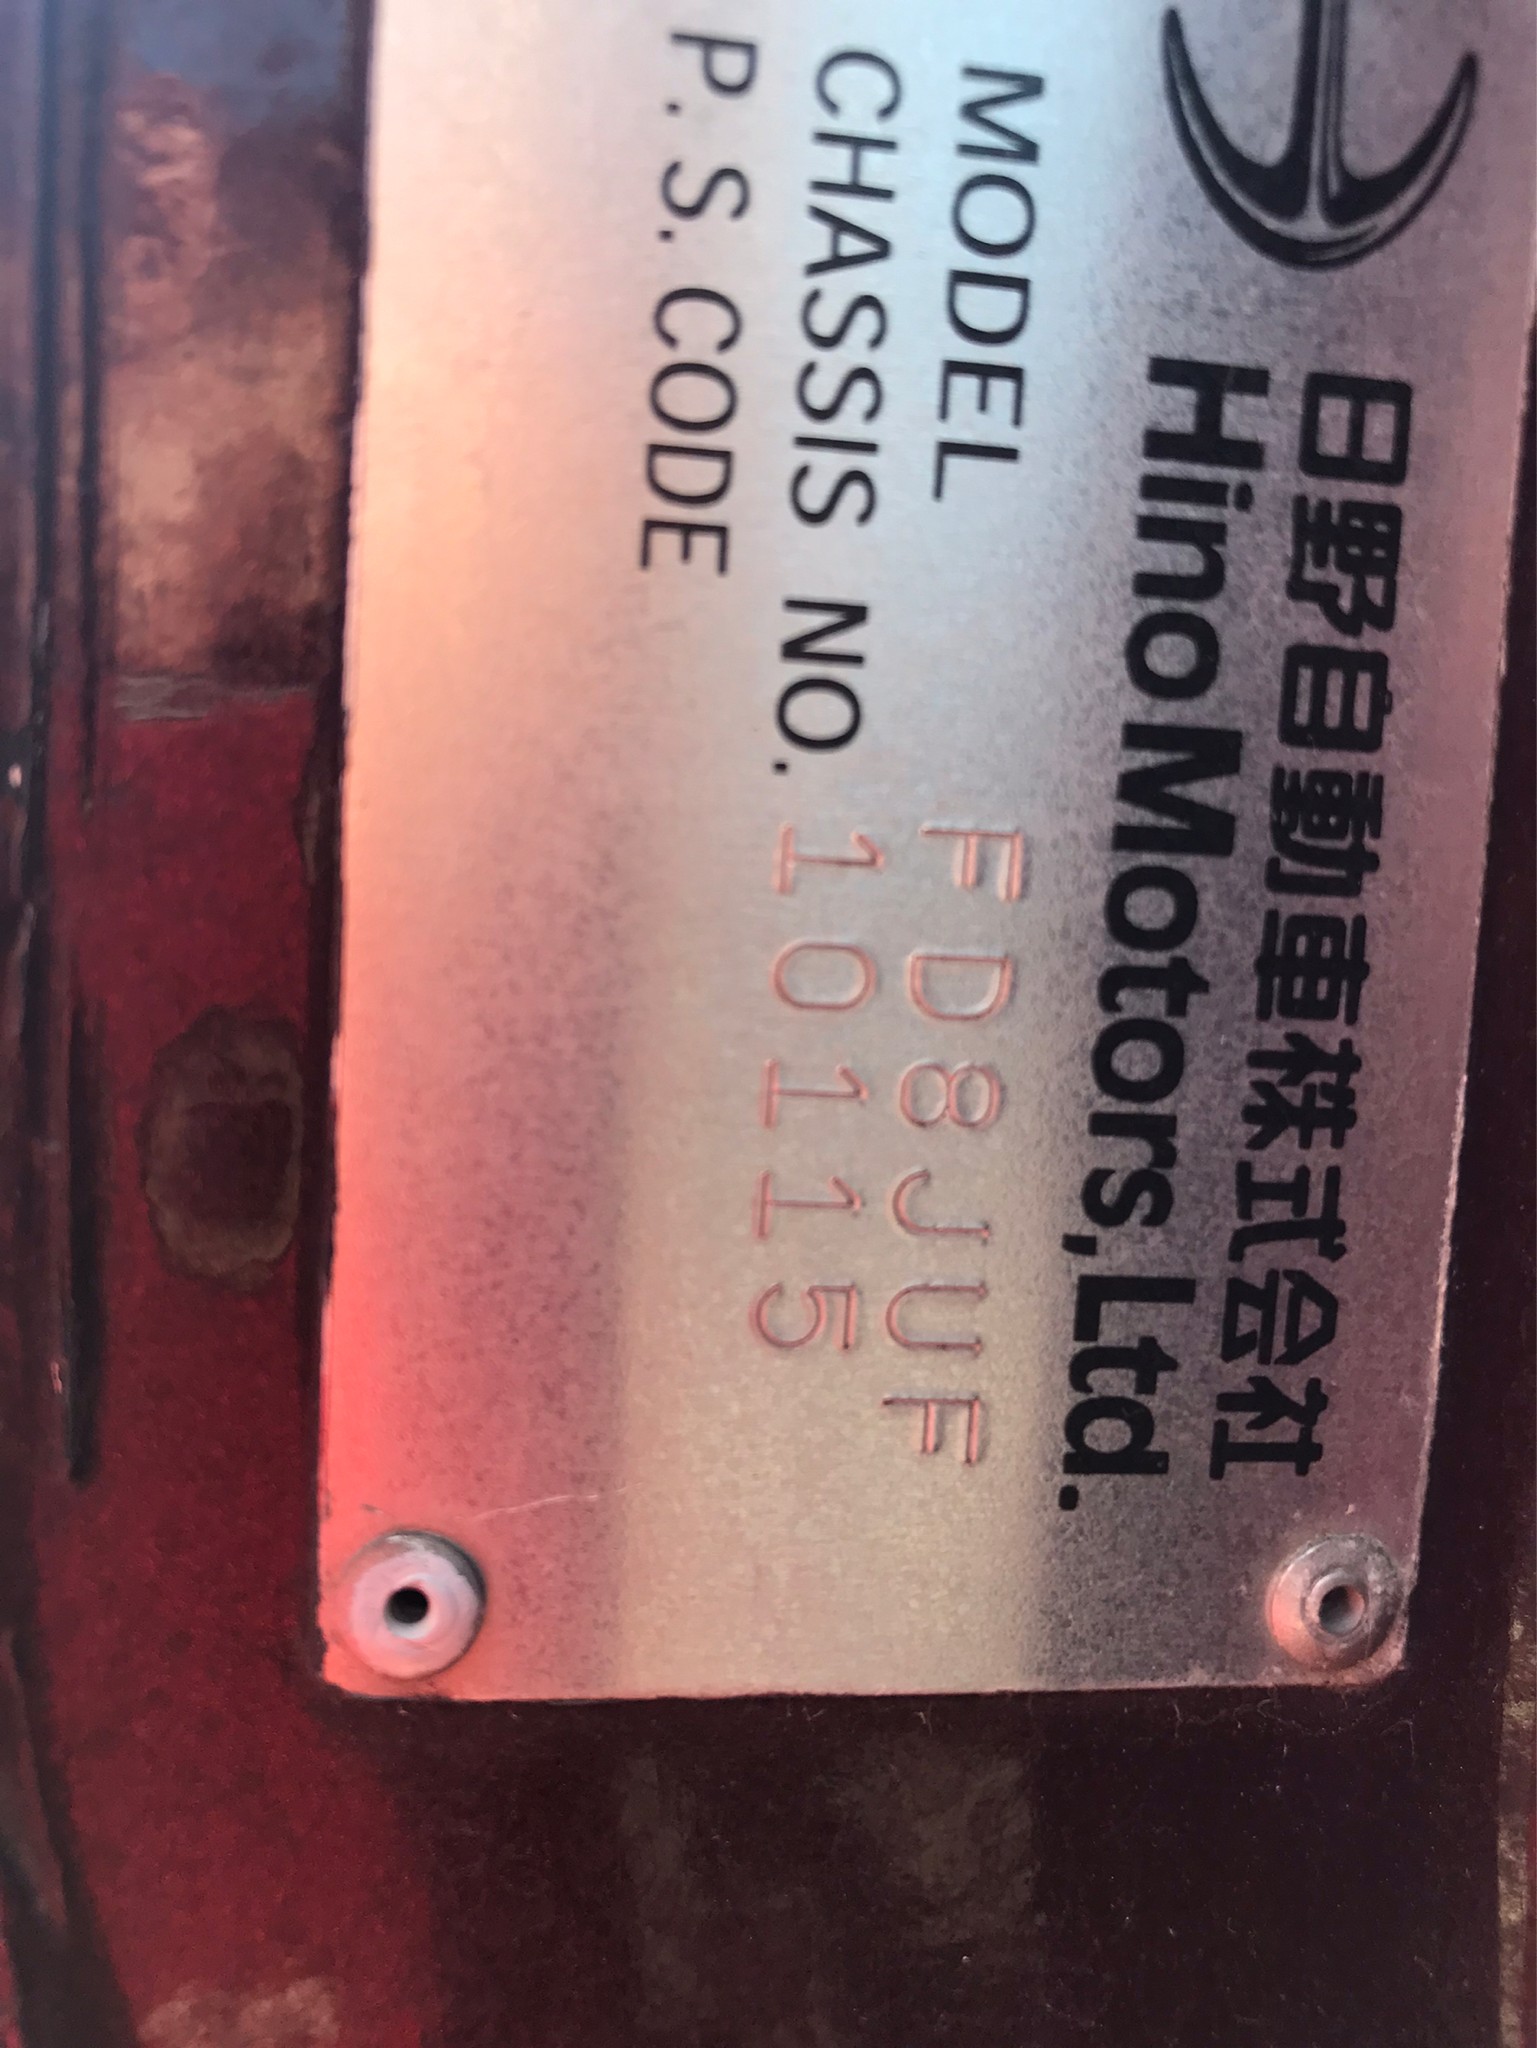 日野自動車株式会社
HinoMotors,Ltd.
MODEL FD8JUF
CHASSIS NO. 10115
P.S.CODE